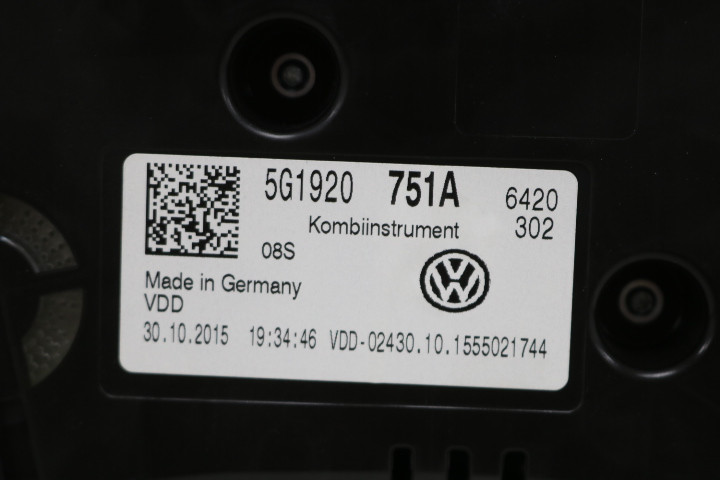 5G1920 751A 6420
Kombiinstrument 302
08S
Made in Germany
VDD
30.10.2015 19:34:46 VDD-02430.10.1555021744